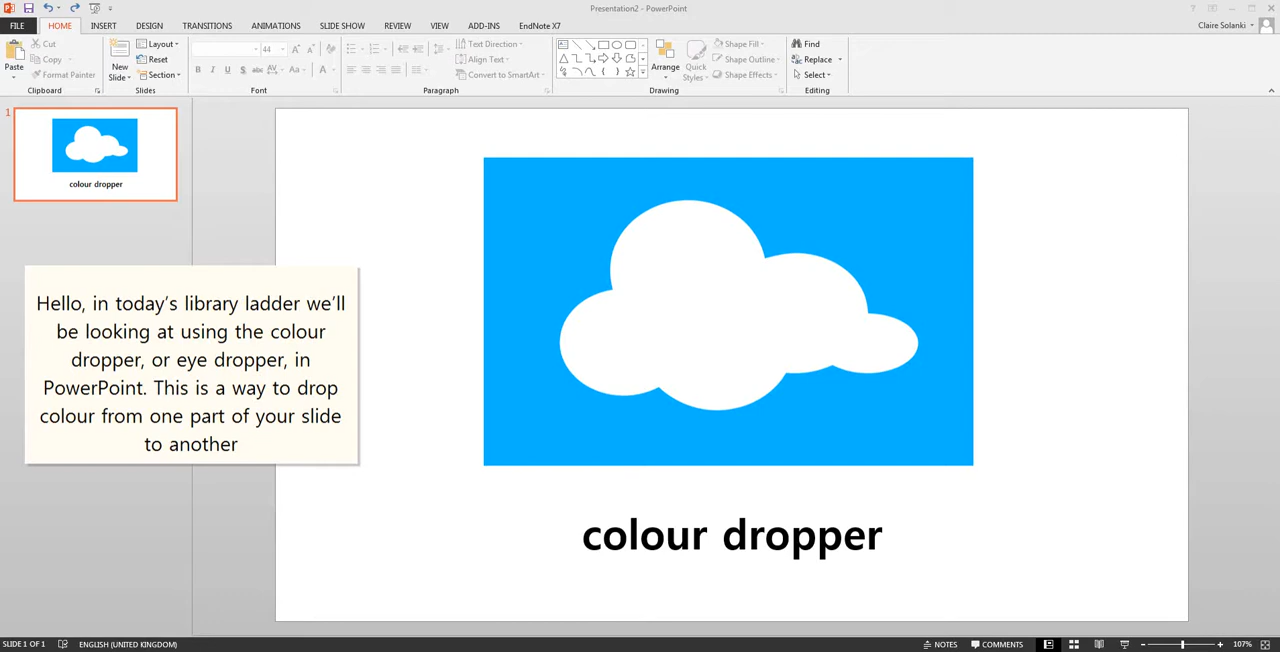 Presentation2 - PowerPoint
FILE HOME INSERT DESIGN TRANSITIONS ANIMATIONS SLIDE SHOW REVIEW VIEW ADD-INS EndNote X7
Claire Solanki
Cut
Copy
Format Painter
Paste
Clipboard
New
Slide
Layout
Reset
Section
Slides
44
B I U S abc AV Aa A
Font
Text Direction
Align Text
Convert to SmartArt
Paragraph
Arrange
Quick
Styles
Shape Fill
Shape Outline
Shape Effects
Drawing
Find
Replace
Select
Editing
1
colour dropper
Hello, in today's library ladder we'll
be looking at using the colour
dropper, or eye dropper, in
PowerPoint. This is a way to drop
colour from one part of your slide
to another
colour dropper
SLIDE 1 OF 1
ENGLISH (UNITED KINGDOM)
NOTES
COMMENTS
107%